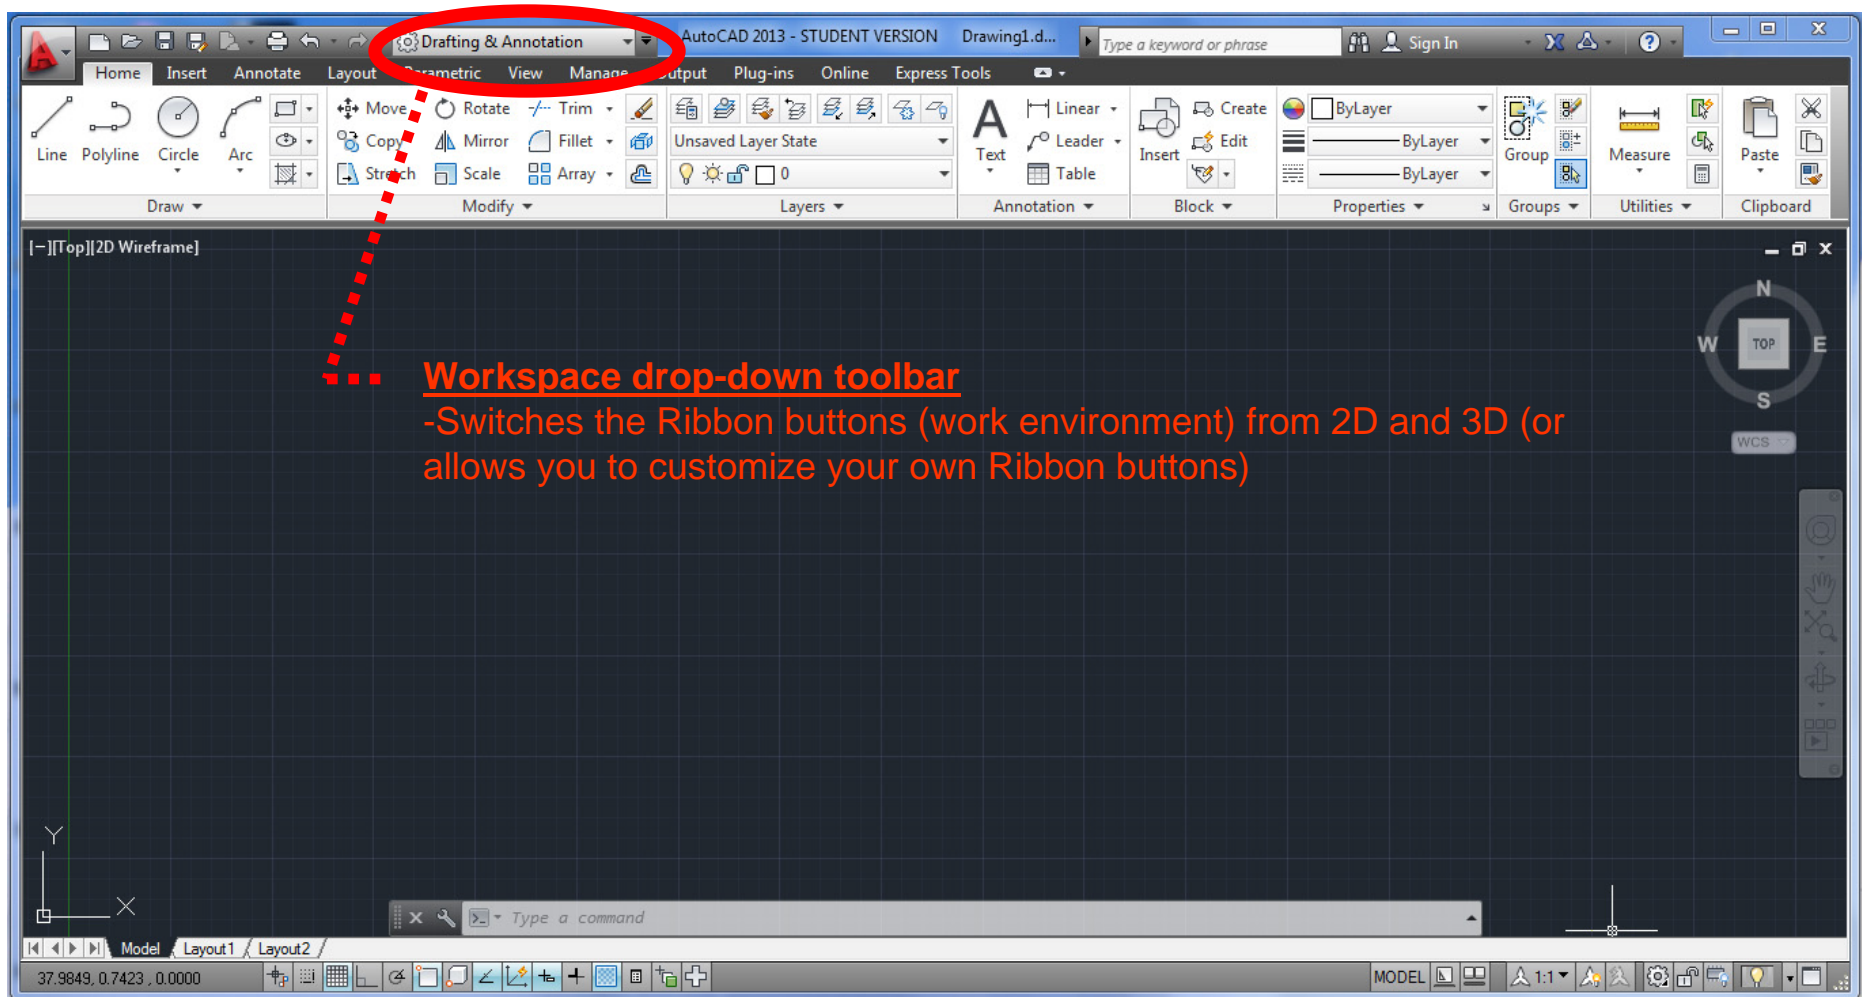 Drafting & Annotation
AutoCAD 2013 - STUDENT VERSION Drawing1.d...
Type a keyword or phrase
Sign In
Home Insert Annotate Layout Parametric View Manage Output Plug-ins Online Express Tools
Move Rotate Trim
Linear Create ByLayer
Copy Mirror Fillet Unsaved Layer State Leader Edit ByLayer
Line Polyline Circle Arc Text Insert Group Measure Paste
Stretch Scale Array 0 Table ByLayer
Draw Modify Layers Annotation Block Properties Groups Utilities Clipboard
[−][Top][2D Wireframe]
N
W TOP E
S
WCS
Workspace drop-down toolbar
-Switches the Ribbon buttons (work environment) from 2D and 3D (or
allows you to customize your own Ribbon buttons)
Y
X
Type a command
Model Layout1 Layout2
37.9849, 0.7423 , 0.0000 MODEL 1:1